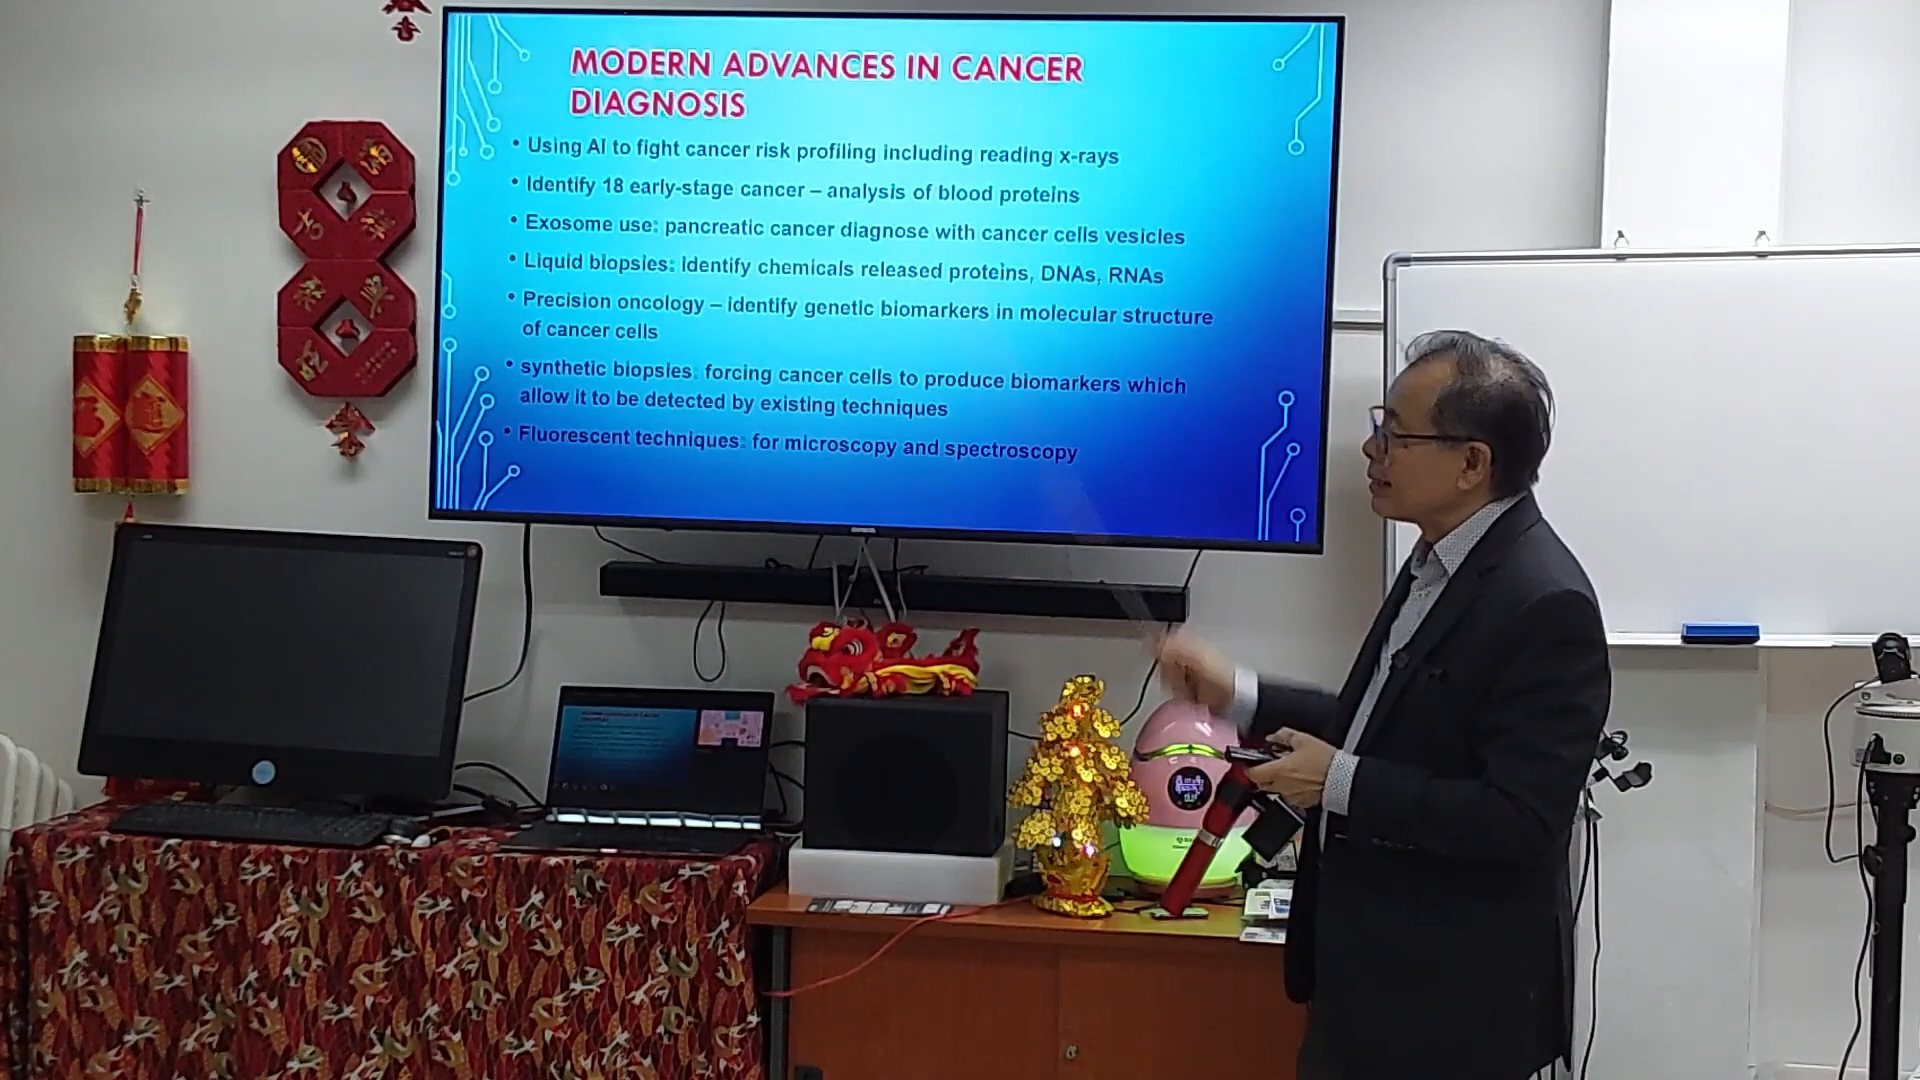 MODERN ADVANCES IN CANCER
DIAGNOSIS
• Using AI to fight cancer risk profiling including reading x-rays
• Identify 18 early-stage cancer – analysis of blood proteins
• Exosome use: pancreatic cancer diagnose with cancer cells vesicles
• Liquid biopsies: Identify chemicals released proteins, DNAs, RNAs
• Precision oncology – identify genetic biomarkers in molecular structure
of cancer cells
• synthetic biopsies: forcing cancer cells to produce biomarkers which
allow it to be detected by existing techniques
• Fluorescent techniques: for microscopy and spectroscopy